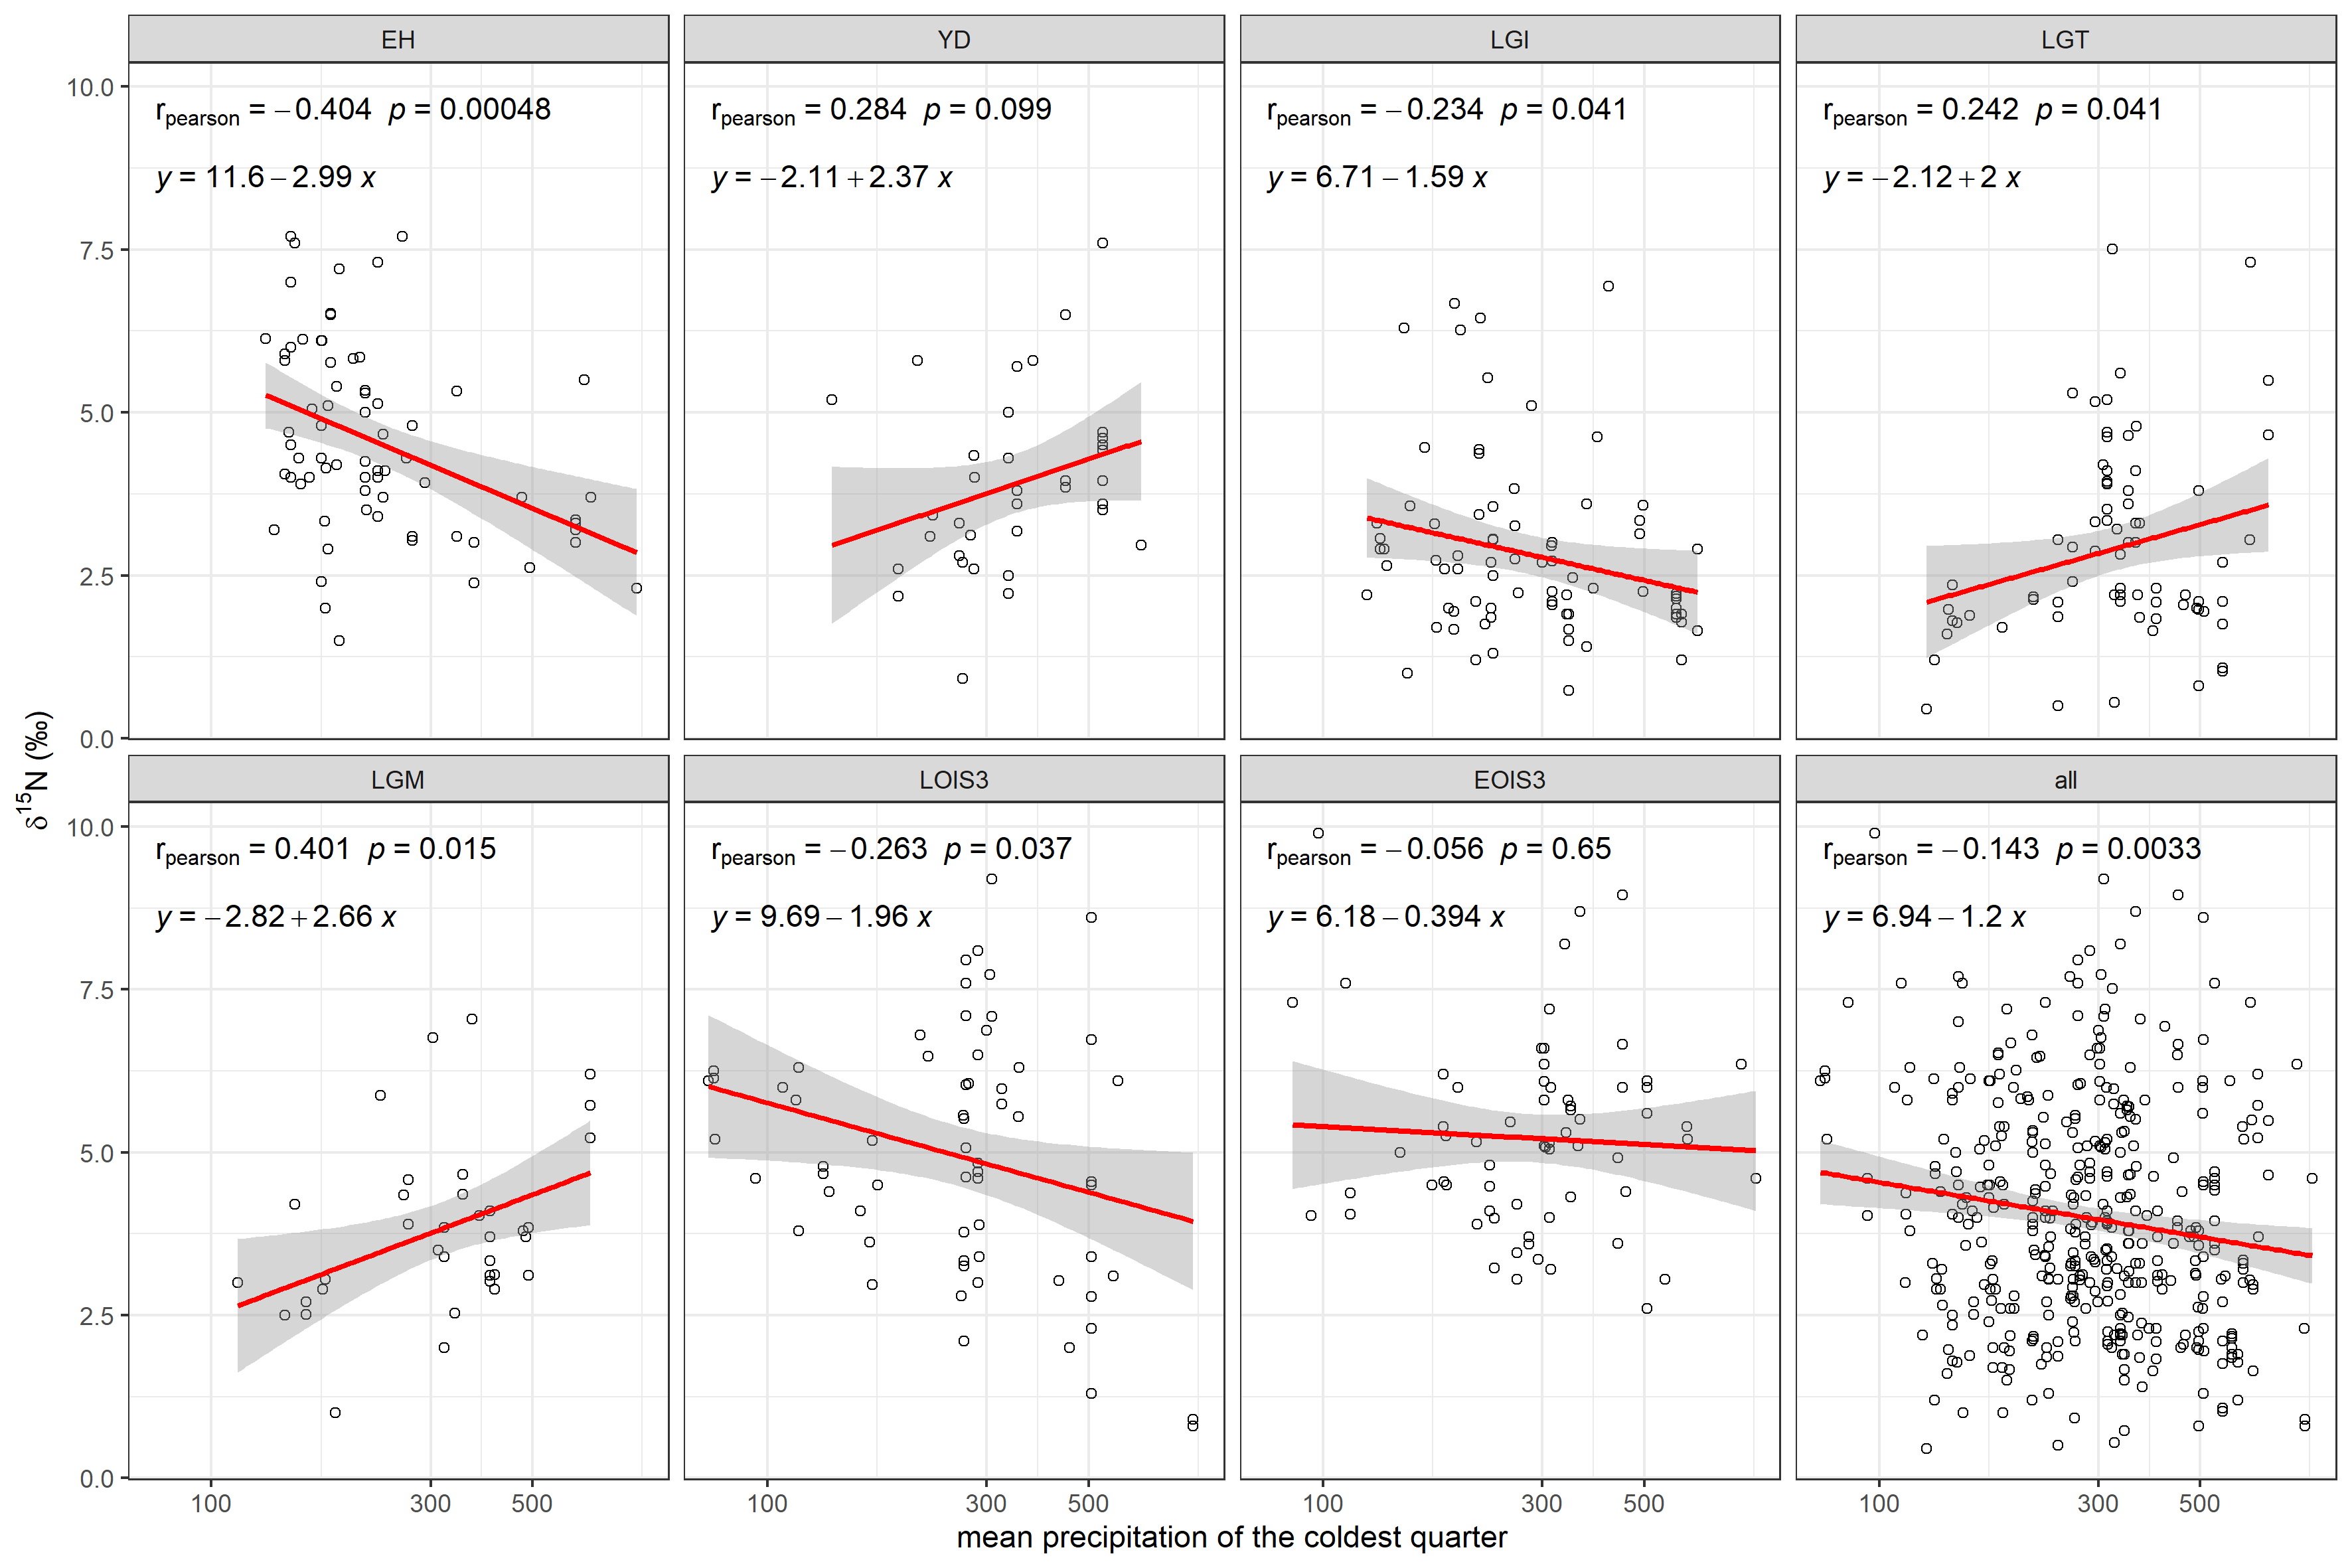 EH YD LGI LGT
10.0
r_pearson = −0.404 p = 0.00048 r_pearson = 0.284 p = 0.099 r_pearson = −0.234 p = 0.041 r_pearson = 0.242 p = 0.041
y = 11.6 − 2.99 x y = −2.11 + 2.37 x y = 6.71 − 1.59 x y = −2.12 + 2 x
7.5
5.0
2.5
0.0
δ15N (‰)
LGM LOIS3 EOIS3 all
10.0
r_pearson = 0.401 p = 0.015 r_pearson = −0.263 p = 0.037 r_pearson = −0.056 p = 0.65 r_pearson = −0.143 p = 0.0033
y = −2.82 + 2.66 x y = 9.69 − 1.96 x y = 6.18 − 0.394 x y = 6.94 − 1.2 x
7.5
5.0
2.5
0.0
100 300 500 100 300 500 100 300 500 100 300 500
mean precipitation of the coldest quarter